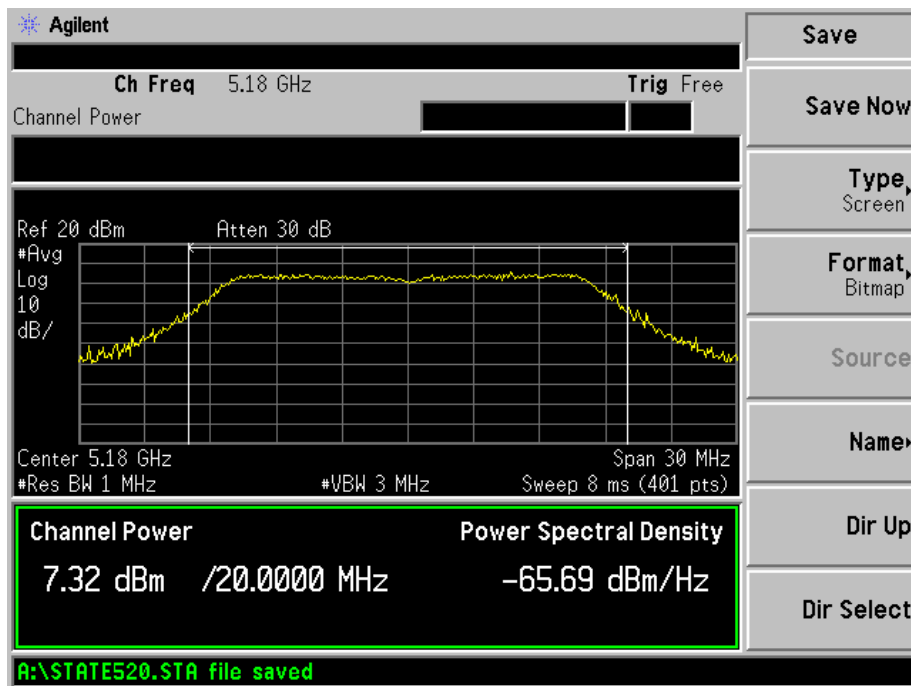 Agilent
Ch Freq 5.18 GHz Trig Free
Channel Power
Ref 20 dBm Atten 30 dB
#Avg
Log
10
dB/
Center 5.18 GHz Span 30 MHz
#Res BW 1 MHz #VBW 3 MHz Sweep 8 ms (401 pts)
Channel Power Power Spectral Density
7.32 dBm /20.0000 MHz -65.69 dBm/Hz
A:\STATE520.STA file saved
Save
Save Now
Type
Screen
Format
Bitmap
Source
Name
Dir Up
Dir Select